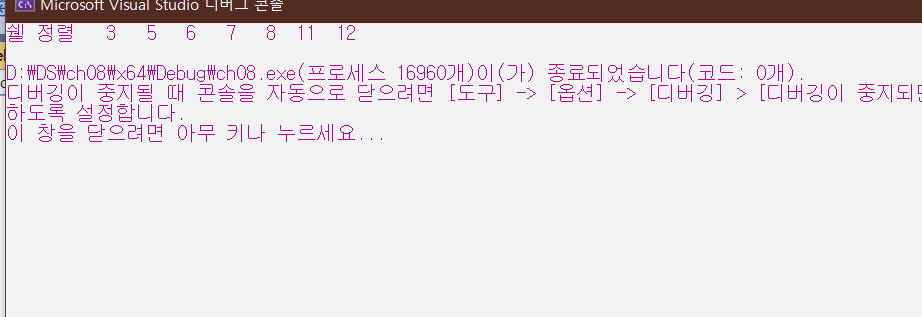 Microsoft Visual Studio 디버그 콘솔
쉘 정렬 3 5 6 7 8 11 12
D:\DS\ch08\x64\Debug\ch08.exe(프로세스 16960개)이(가) 종료되었습니다(코드: 0개).
디버깅이 중지될 때 콘솔을 자동으로 닫으려면 [도구] -> [옵션] -> [디버깅] > [디버깅이 중지되면
하도록 설정합니다.
이 창을 닫으려면 아무 키나 누르세요...